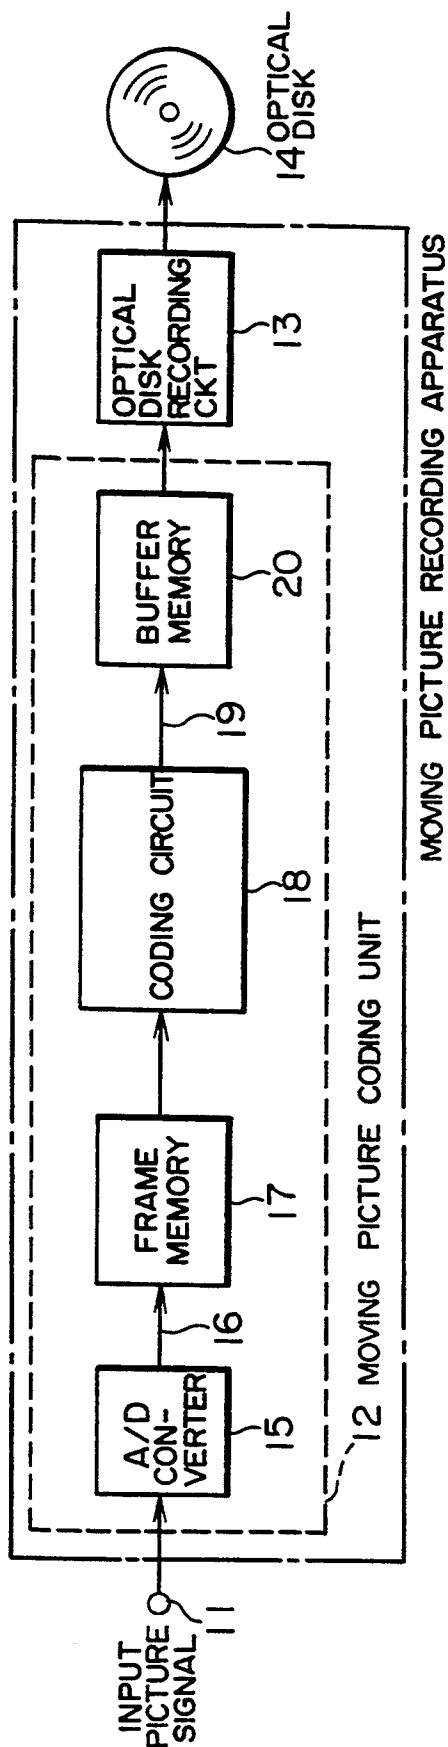 INPUT
PICTURE
SIGNAL
11
A/D
CON-
VERTER
15
16
FRAME
MEMORY
17
CODING CIRCUIT
18
19
BUFFER
MEMORY
20
OPTICAL
DISK
RECORDING
CKT
13
14 OPTICAL
DISK
12 MOVING PICTURE CODING UNIT
MOVING PICTURE RECORDING APPARATUS